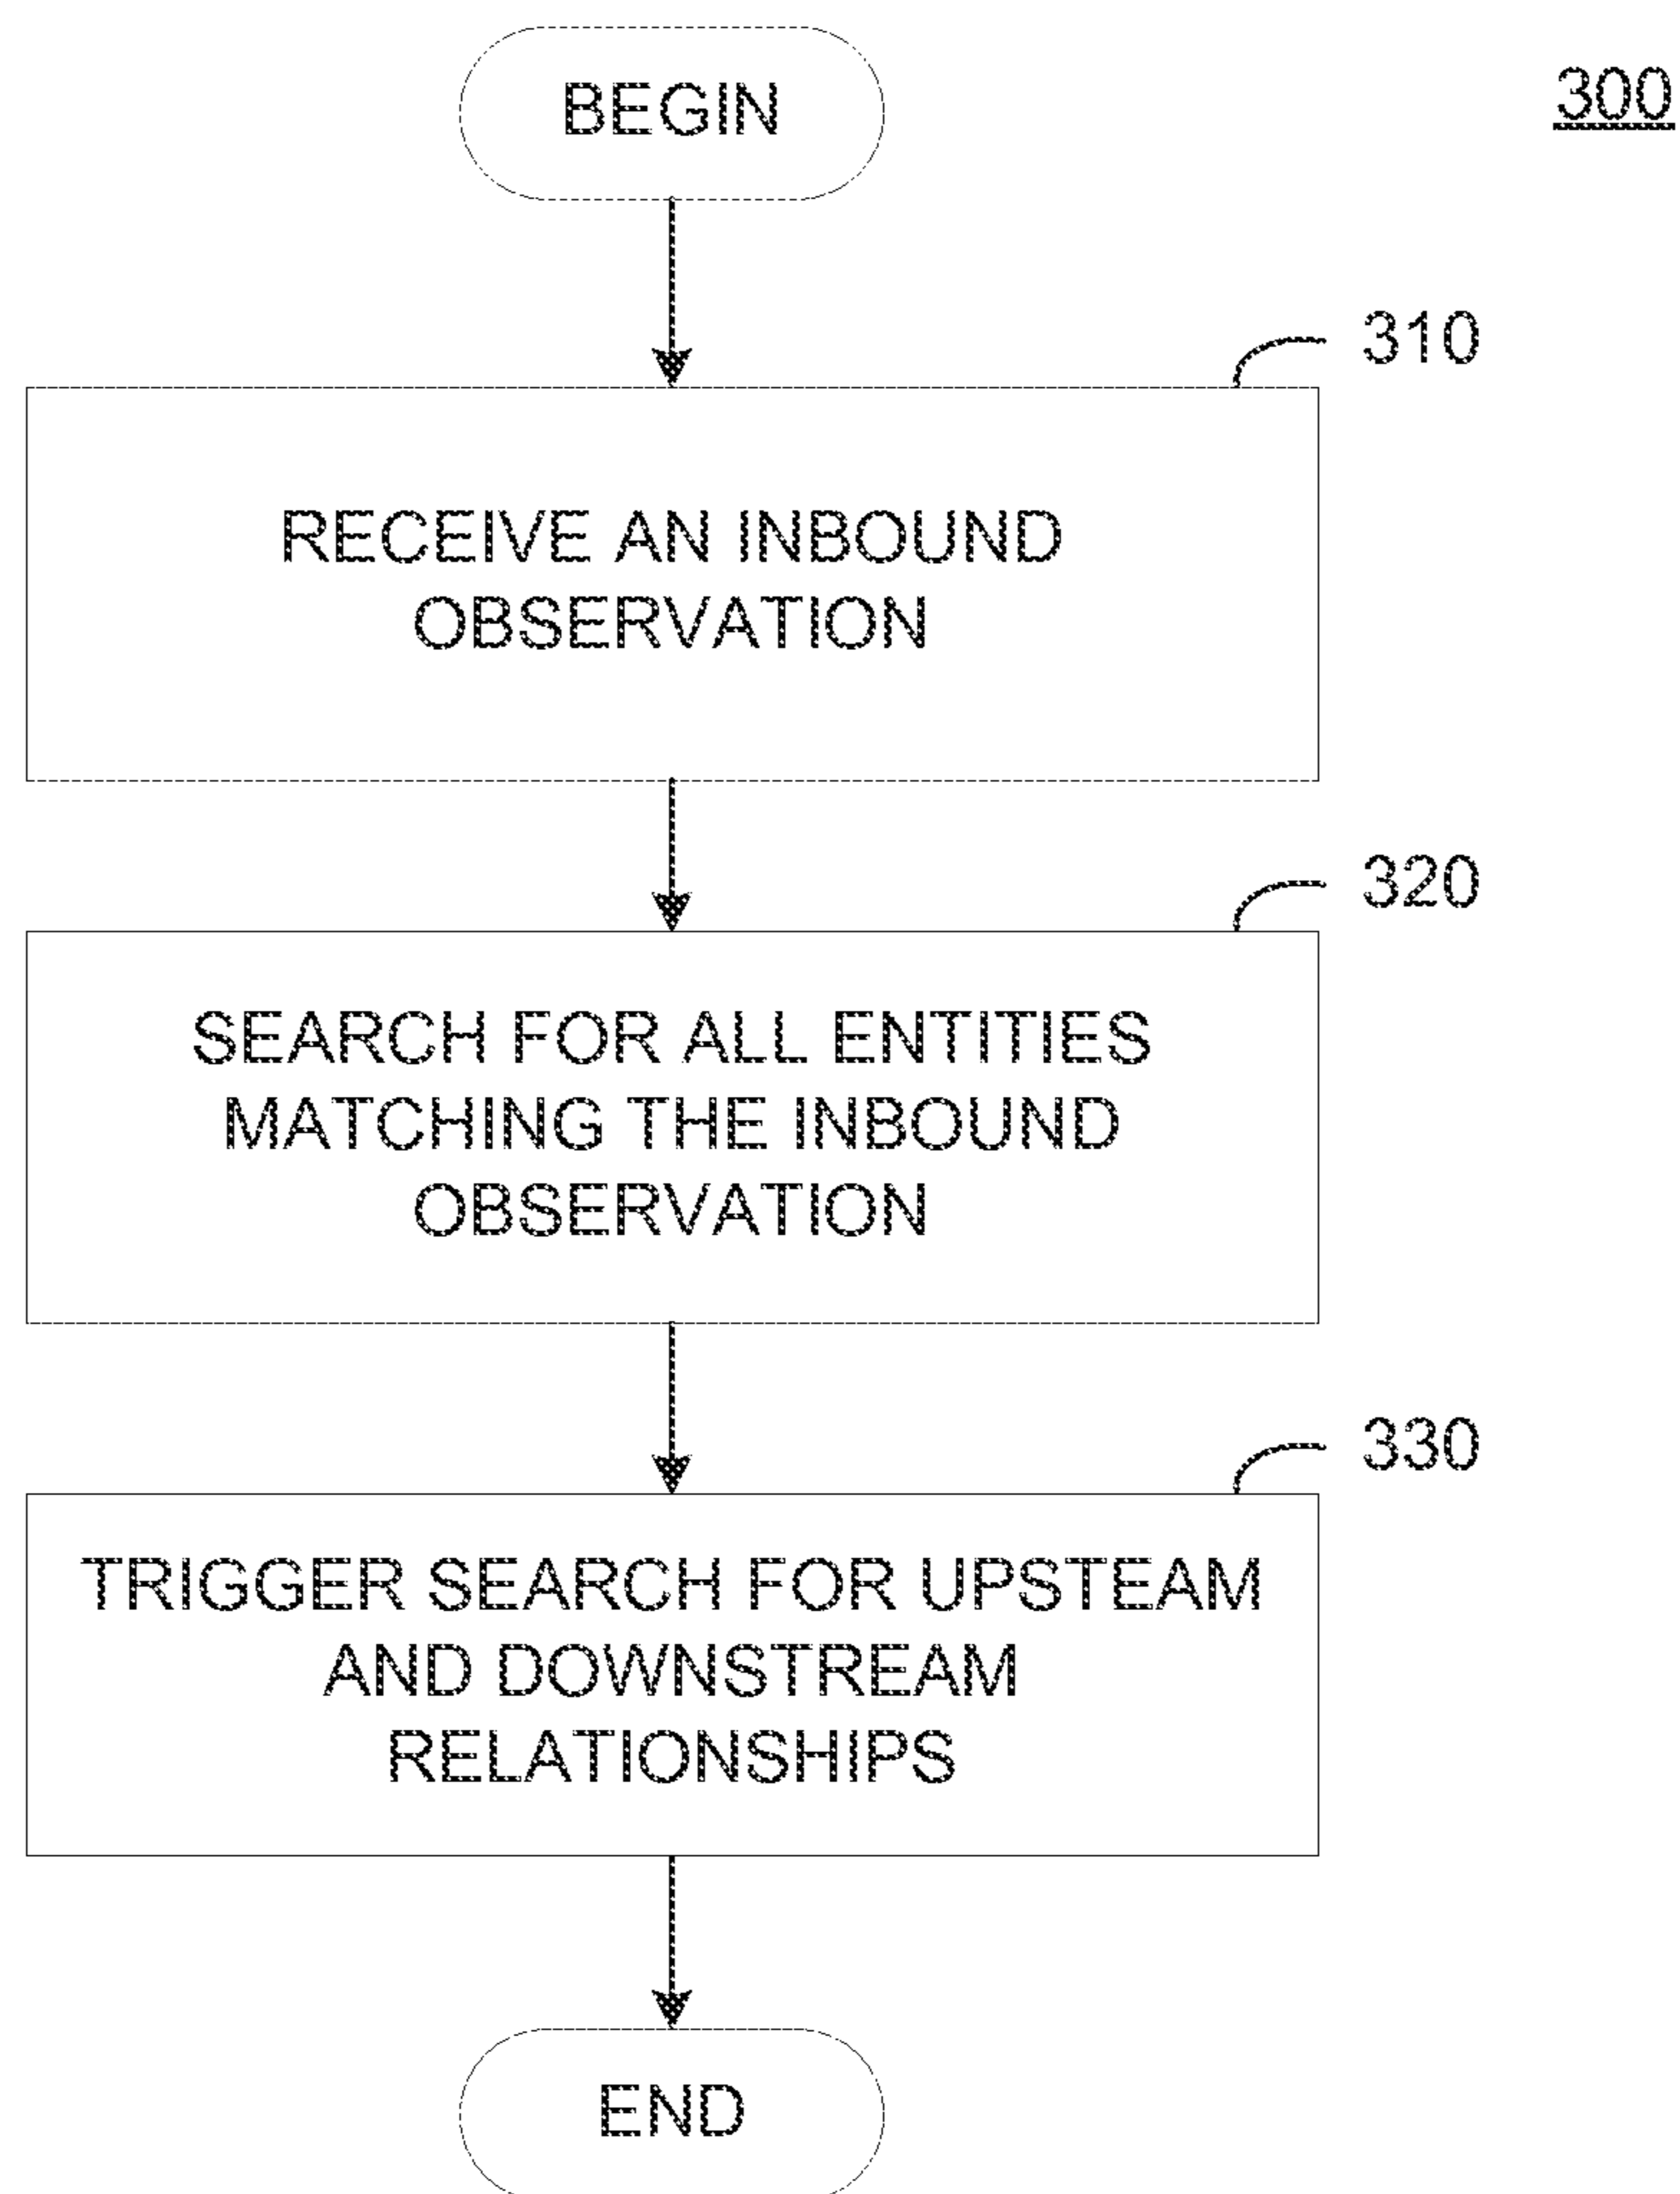 BEGIN
300
310
RECEIVE AN INBOUND
OBSERVATION
320
SEARCH FOR ALL ENTITIES
MATCHING THE INBOUND
OBSERVATION
330
TRIGGER SEARCH FOR UPSTEAM
AND DOWNSTREAM
RELATIONSHIPS
END